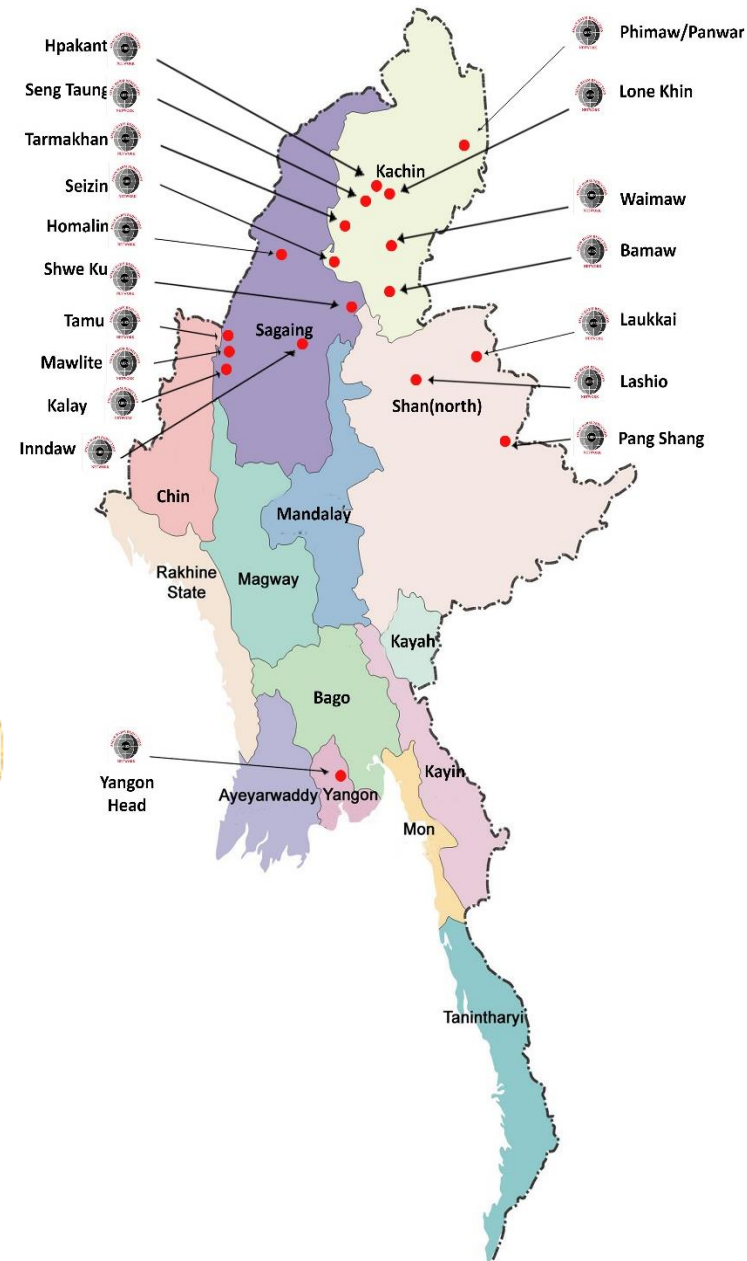 Hpakant
Seng Taung
Tarmakhan
Seizin
Homalin
Shwe Ku
Tamu
Mawlite
Kalay
Inndaw
Phimaw/Panwar
Lone Khin
Waimaw
Bamaw
Laukkai
Lashio
Pang Shang
Kachin
Sagaing
Shan(north)
Chin
Mandalay
Rakhine
State
Magway
Kayah
Bago
Yangon
Head
Ayeyarwaddy
Yangon
Kayin
Mon
Tanintharyi